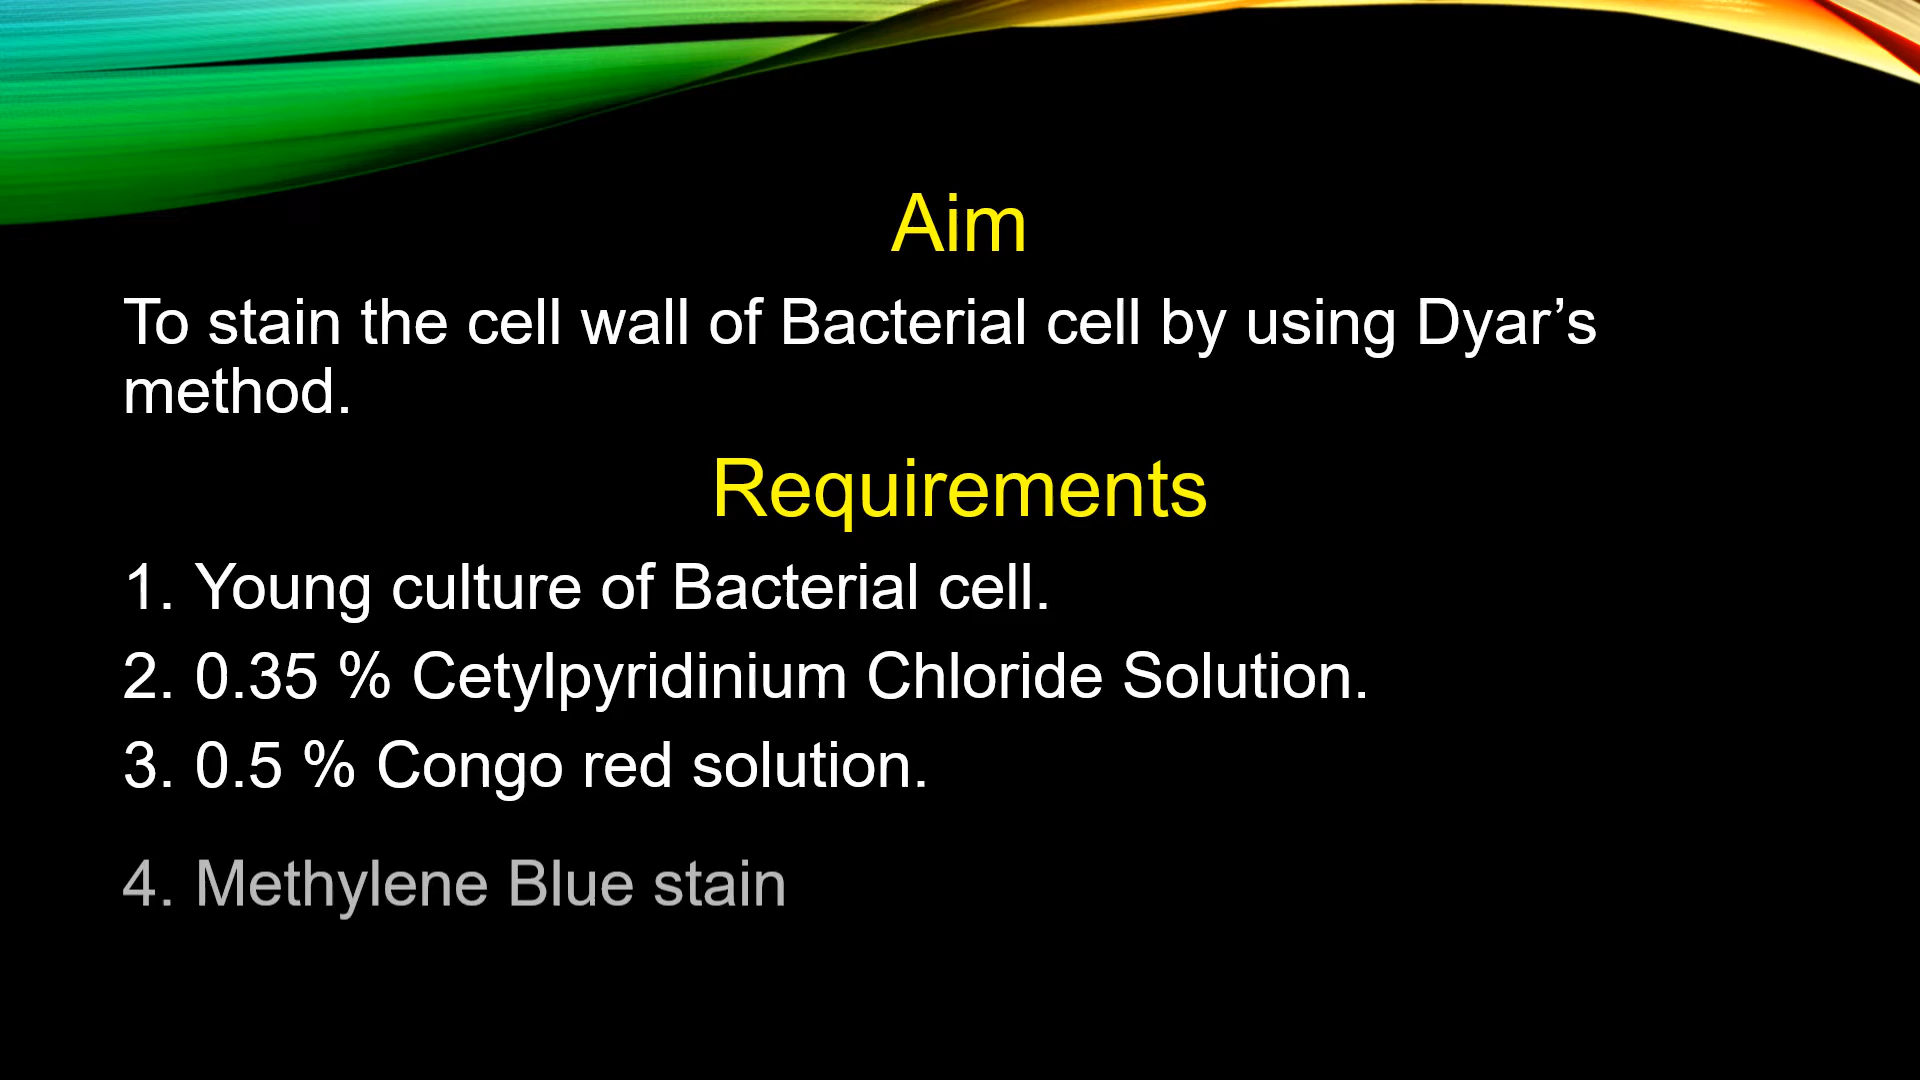 Aim
To stain the cell wall of Bacterial cell by using Dyar’s
method.
Requirements
1. Young culture of Bacterial cell.
2. 0.35 % Cetylpyridinium Chloride Solution.
3. 0.5 % Congo red solution.
4. Methylene Blue stain